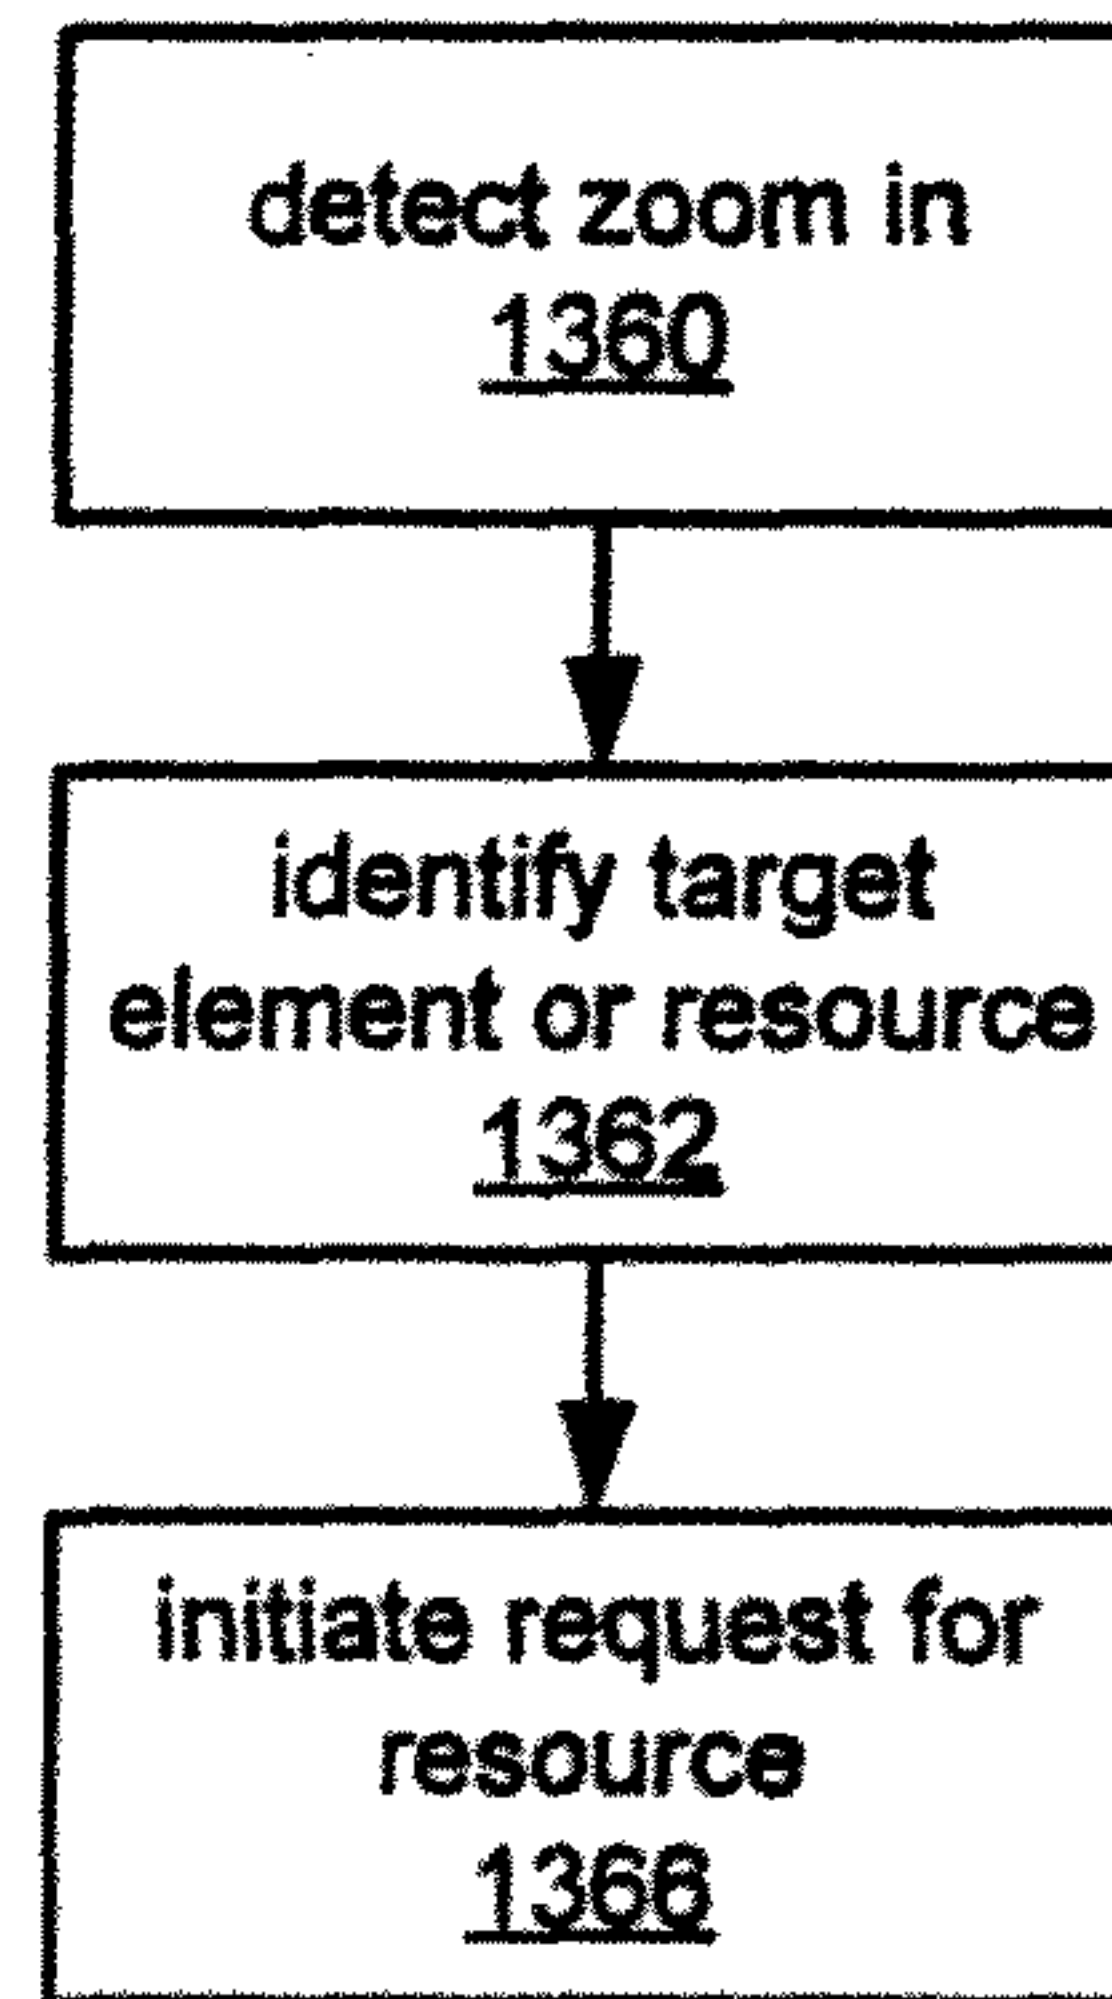 detect zoom in
1360
identify target
element or resource
1362
initiate request for
resource
1366